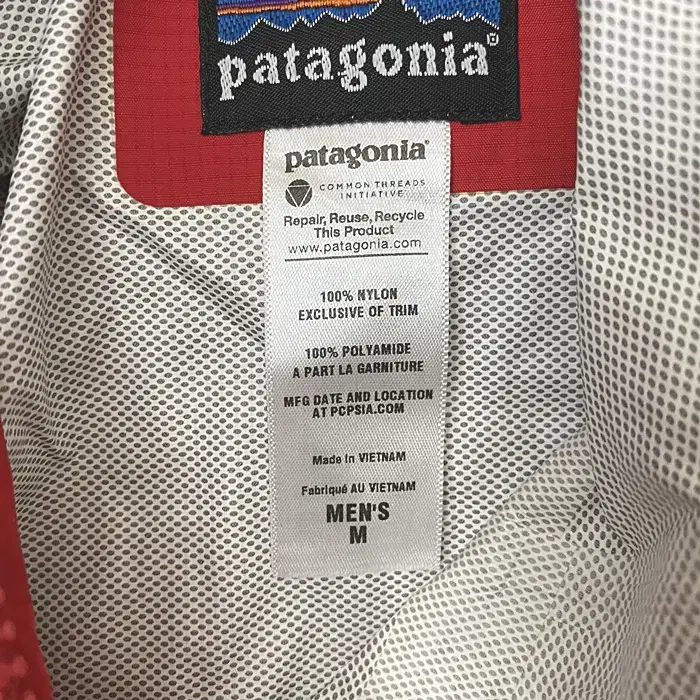 patagonia®
patagonia®
COMMON THREADS
INITIATIVE
Repair, Reuse, Recycle
This Product
www.patagonia.com
100% NYLON
EXCLUSIVE OF TRIM
100% POLYAMIDE
A PART LA GARNITURE
MFG DATE AND LOCATION
AT PCPSIA.COM
Made In VIETNAM
Fabriqué AU VIETNAM
MEN'S
M